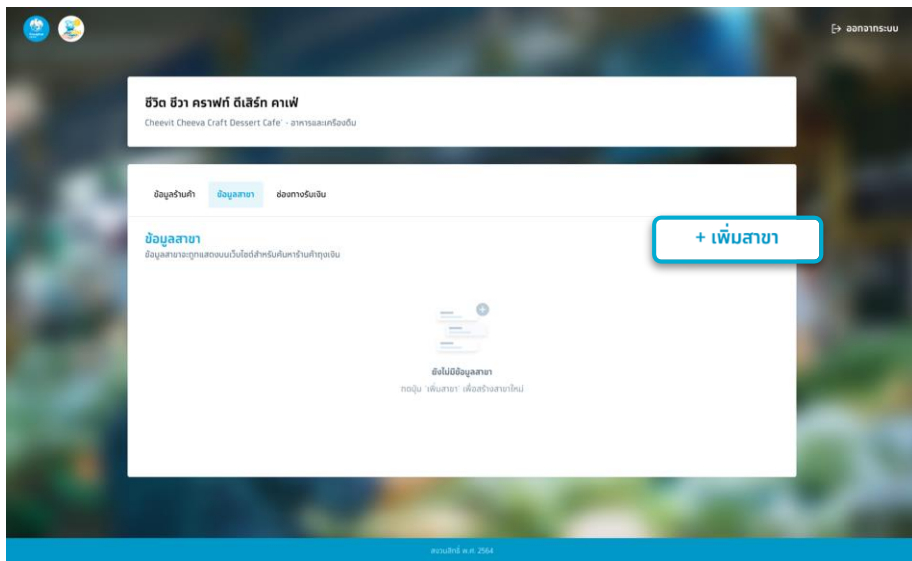 ออกจากระบบ
ชีวิต ชีวา คราฟท์ ดีเสิร์ท คาเฟ่
Cheevit Cheeva Craft Dessert Cafe' - อาหารและเครื่องดื่ม
ข้อมูลร้านค้า ข้อมูลสาขา ช่องทางรับเงิน
ข้อมูลสาขา
+ เพิ่มสาขา
ข้อมูลสาขาจะถูกแสดงบนเว็บไซต์สำหรับค้นหาร้านค้าถุงเงิน
ยังไม่มีข้อมูลสาขา
กดปุ่ม 'เพิ่มสาขา' เพื่อสร้างสาขาใหม่
สงวนสิทธิ์ พ.ศ. 2564